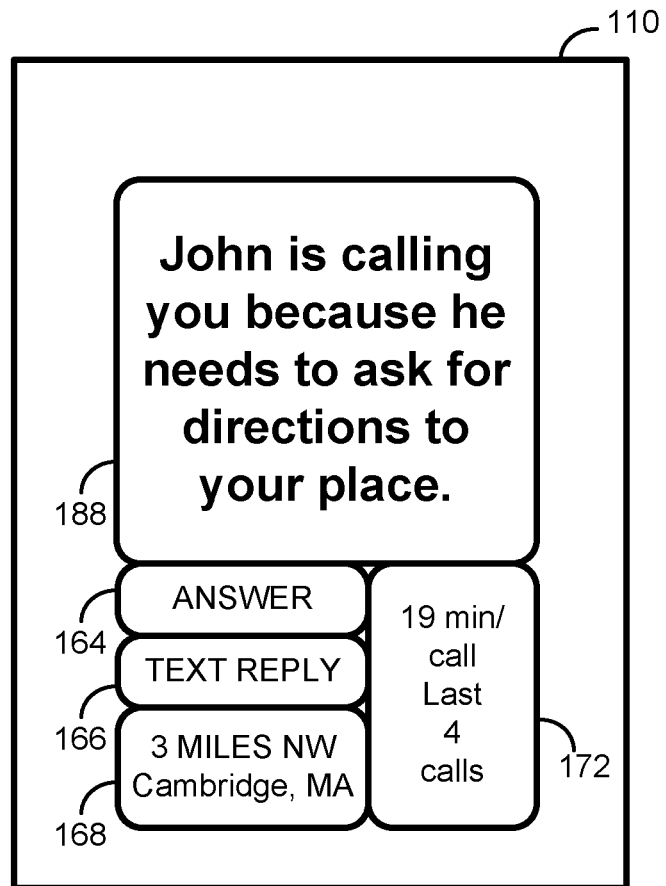 110
John is calling
you because he
needs to ask for
directions to
your place.
188
ANSWER
164
TEXT REPLY
166
3 MILES NW
Cambridge, MA
168
19 min/
call
Last
4
calls
172